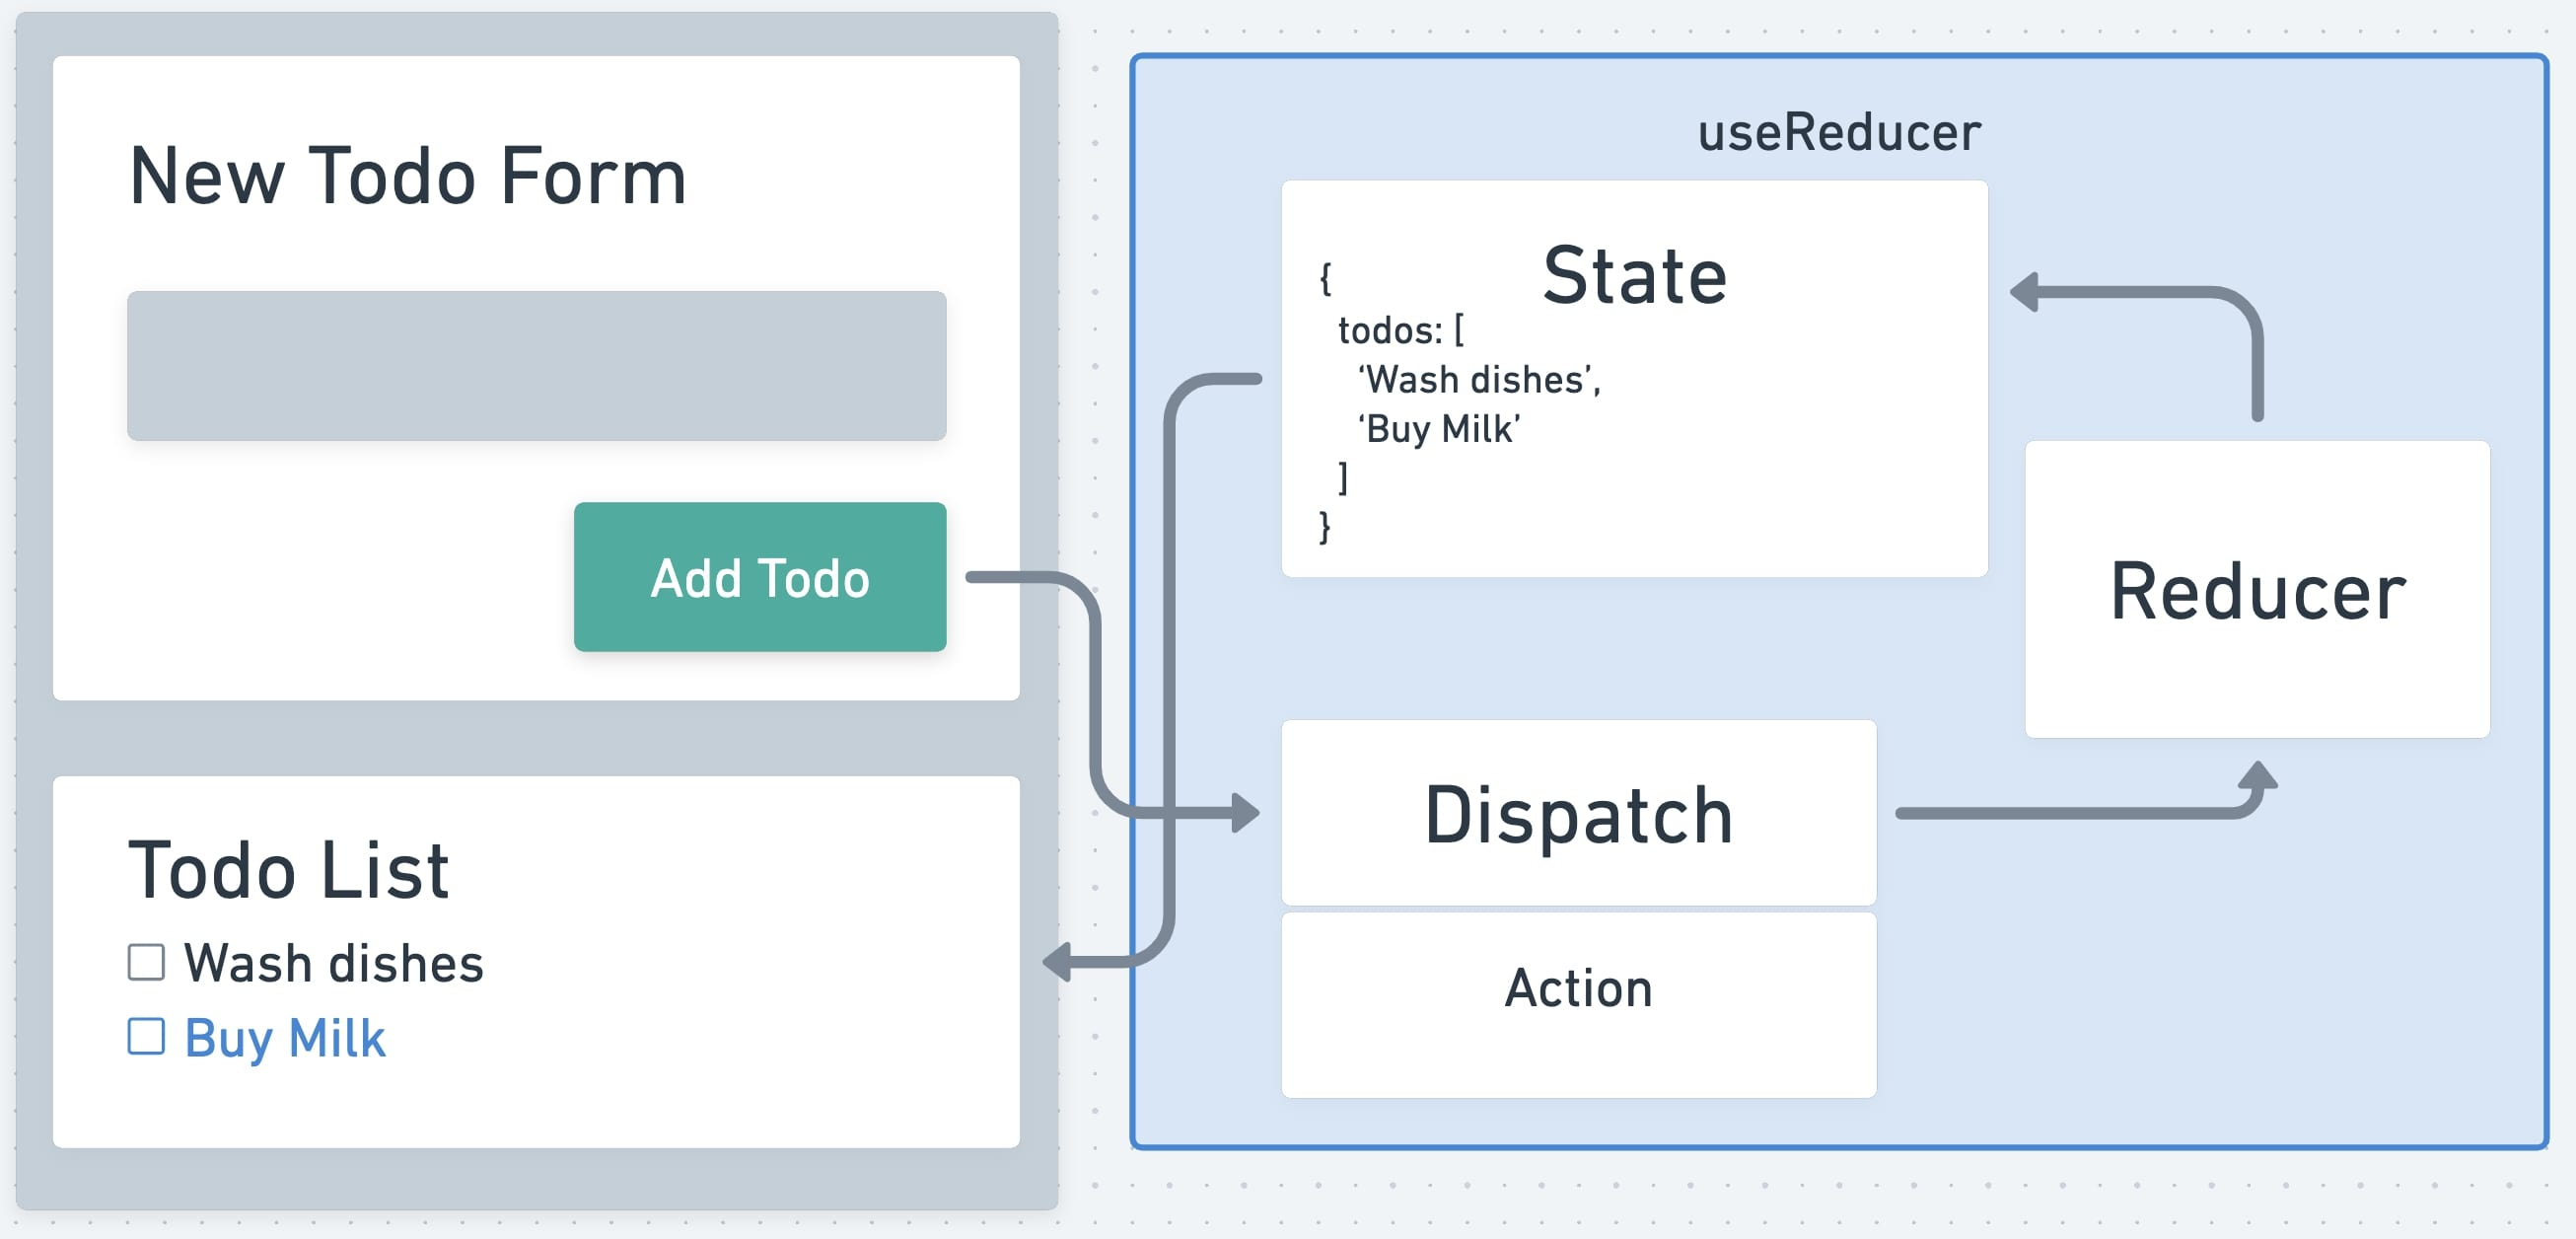 New Todo Form
Add Todo
Todo List
Wash dishes
Buy Milk
useReducer
State
{
todos: [
‘Wash dishes’,
‘Buy Milk’
]
}
Reducer
Dispatch
Action